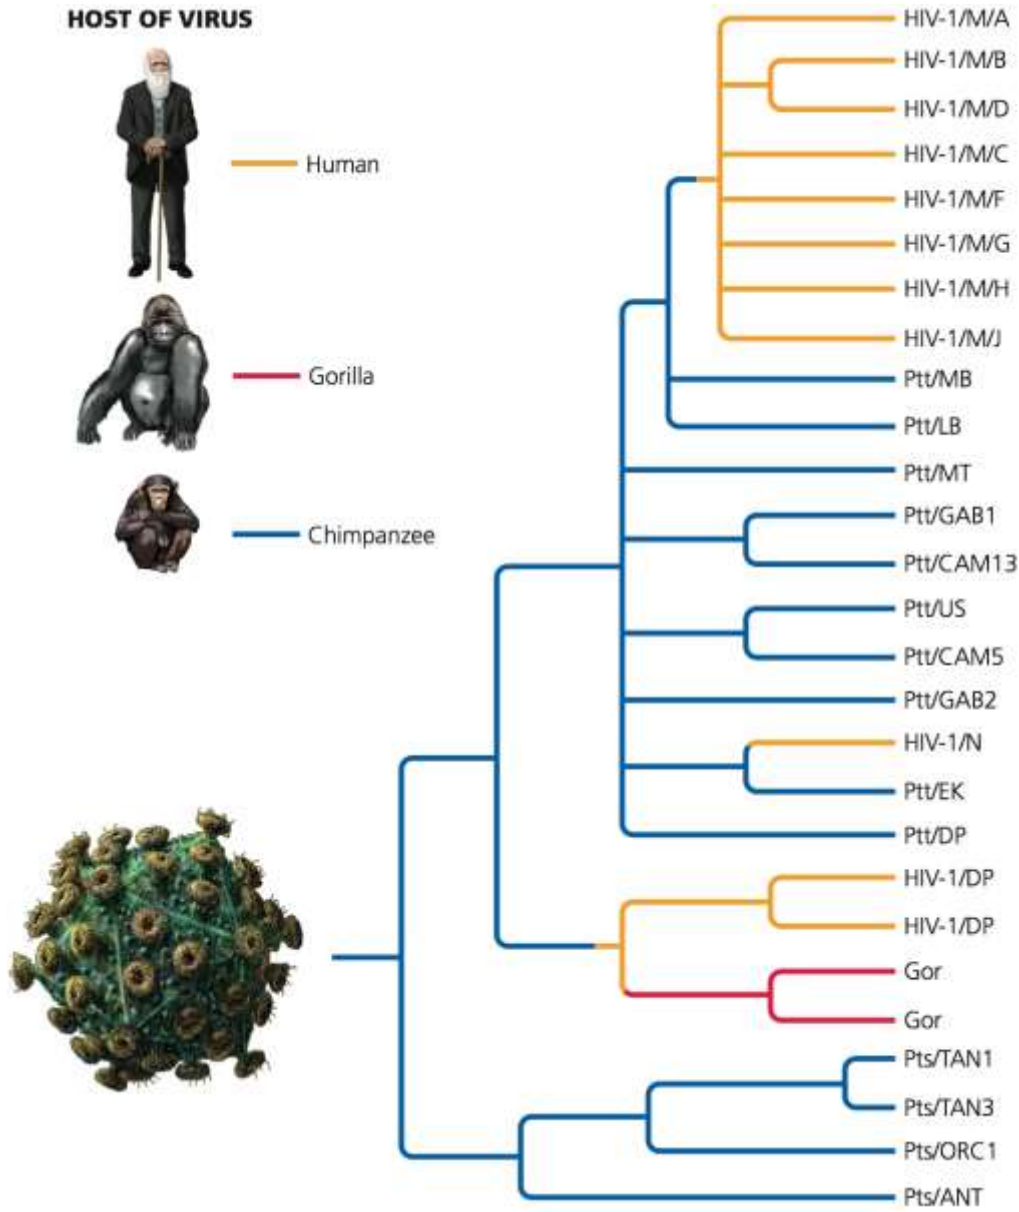 HOST OF VIRUS
Human
Gorilla
Chimpanzee
HIV-1/M/A
HIV-1/M/B
HIV-1/M/D
HIV-1/M/C
HIV-1/M/F
HIV-1/M/G
HIV-1/M/H
HIV-1/M/J
Ptt/MB
Ptt/LB
Ptt/MT
Ptt/GAB1
Ptt/CAM13
Ptt/US
Ptt/CAM5
Ptt/GAB2
HIV-1/N
Ptt/EK
Ptt/DP
HIV-1/DP
HIV-1/DP
Gor
Gor
Pts/TAN1
Pts/TAN3
Pts/ORC1
Pts/ANT